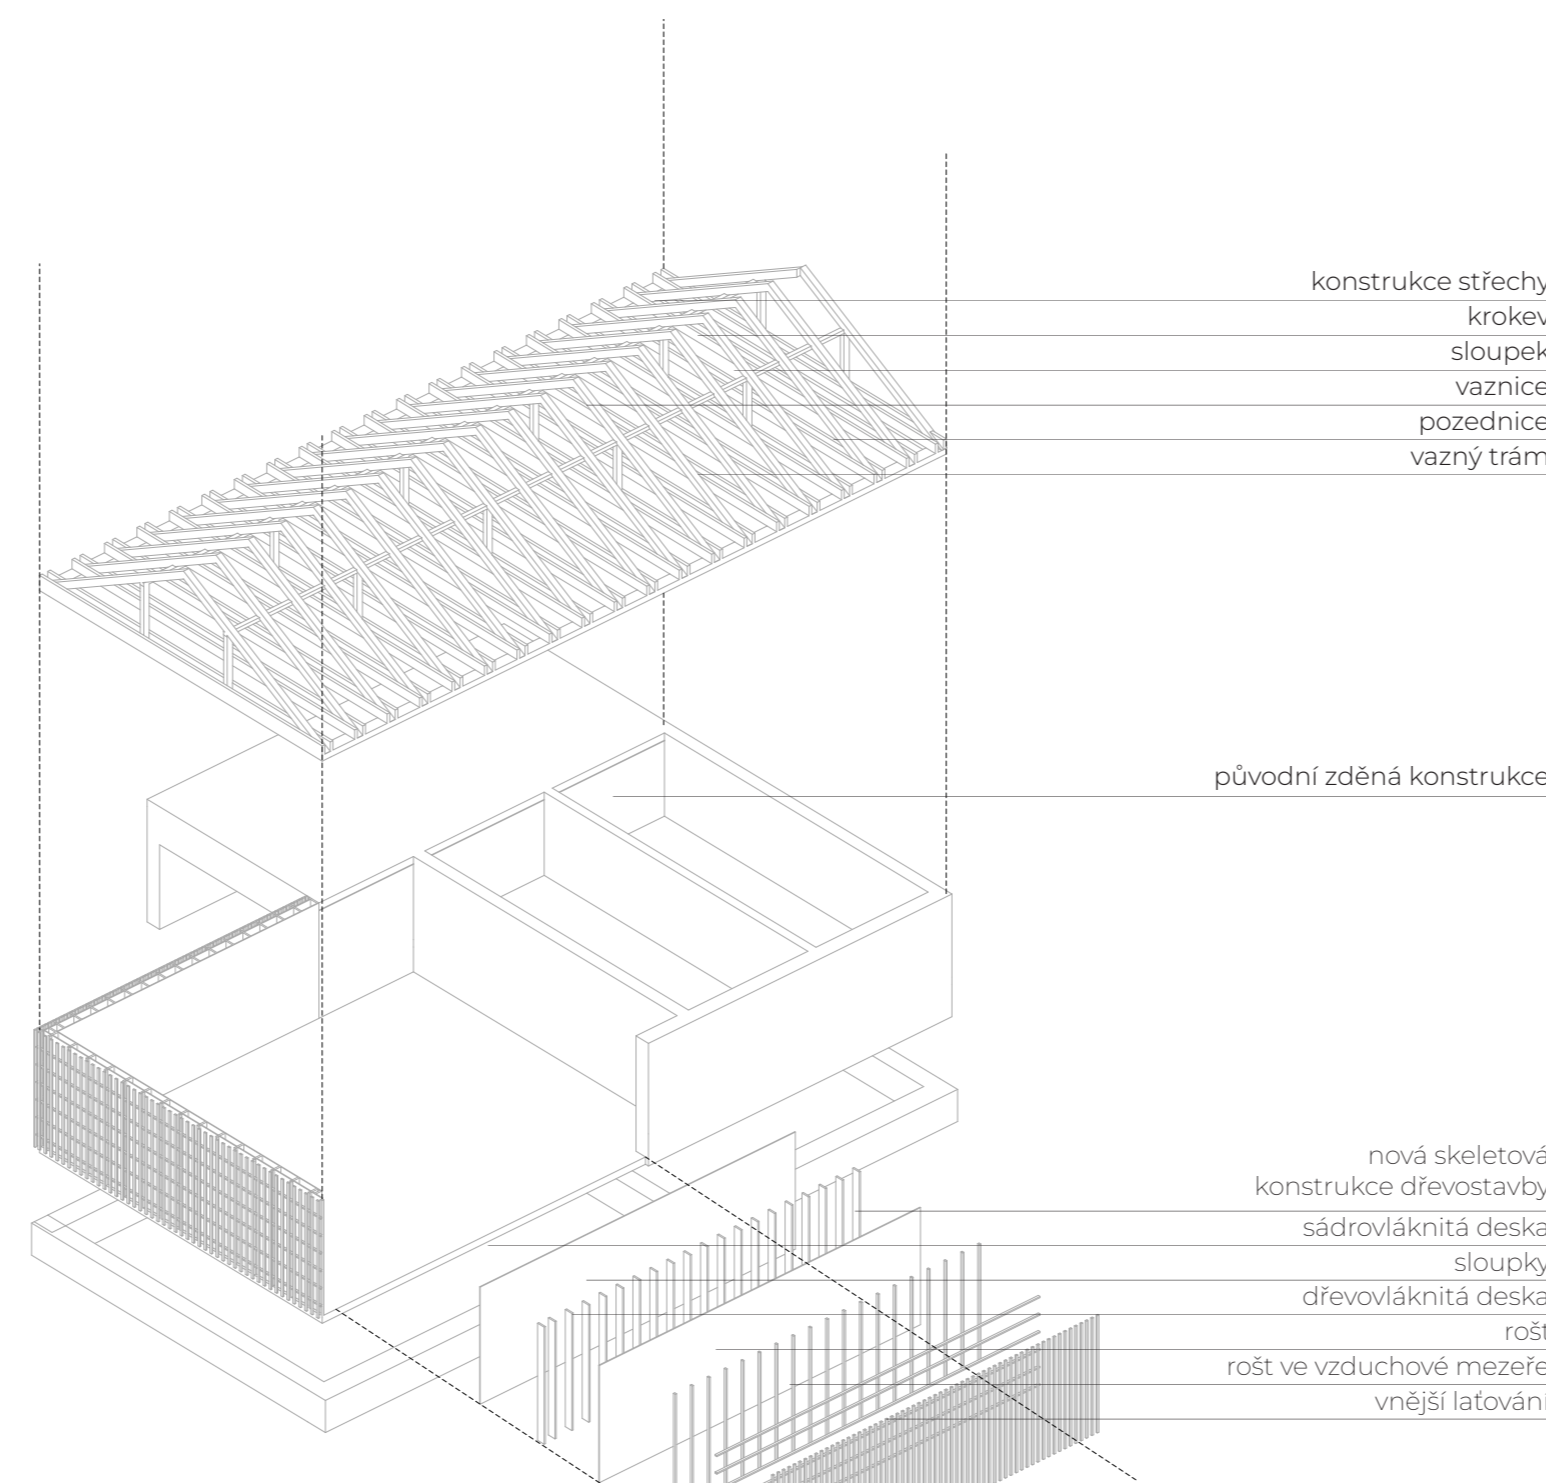 konstrukce střechy
krokev
sloupek
vaznice
pozednice
vazný trám
původní zděná konstrukce
nová skeletová
konstrukce dřevostavby
sádrovláknitá deska
sloupky
dřevovláknitá deska
rošt
rošt ve vzduchové mezeře
vnější laťování